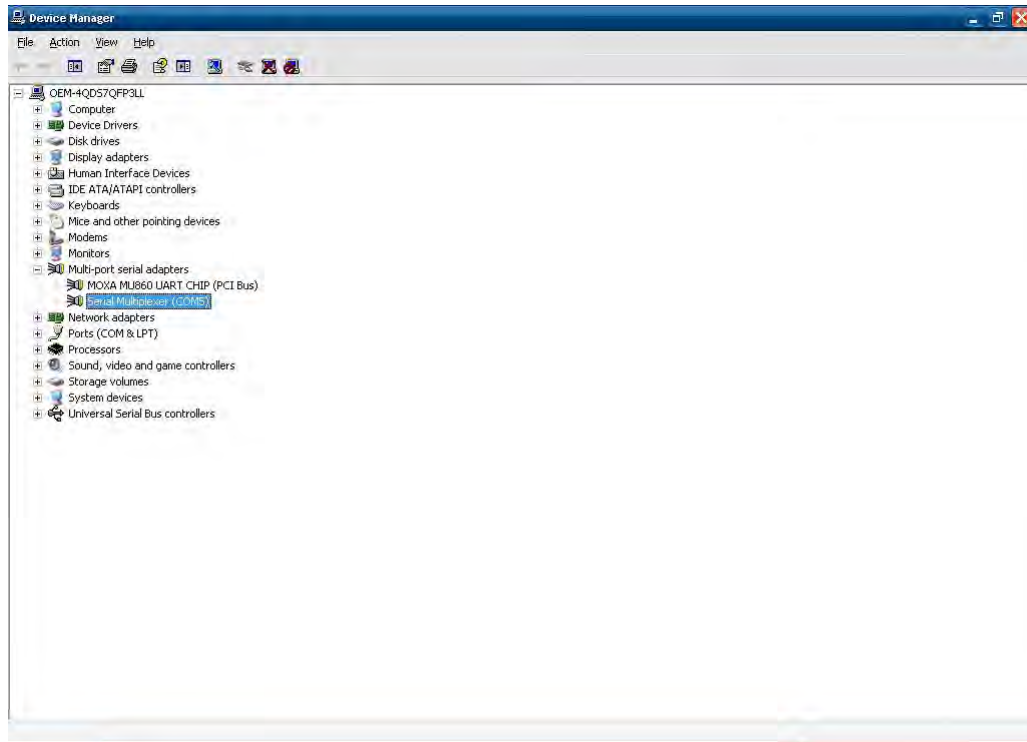 Device Manager
File Action View Help
OEM-4QDS7QFP3LL
Computer
Device Drivers
Disk drives
Display adapters
Human Interface Devices
IDE ATA/ATAPI controllers
Keyboards
Mice and other pointing devices
Modems
Monitors
Multi-port serial adapters
MOXA MU860 UART CHIP (PCI Bus)
Serial Multiplexer (COM5)
Network adapters
Ports (COM & LPT)
Processors
Sound, video and game controllers
Storage volumes
System devices
Universal Serial Bus controllers